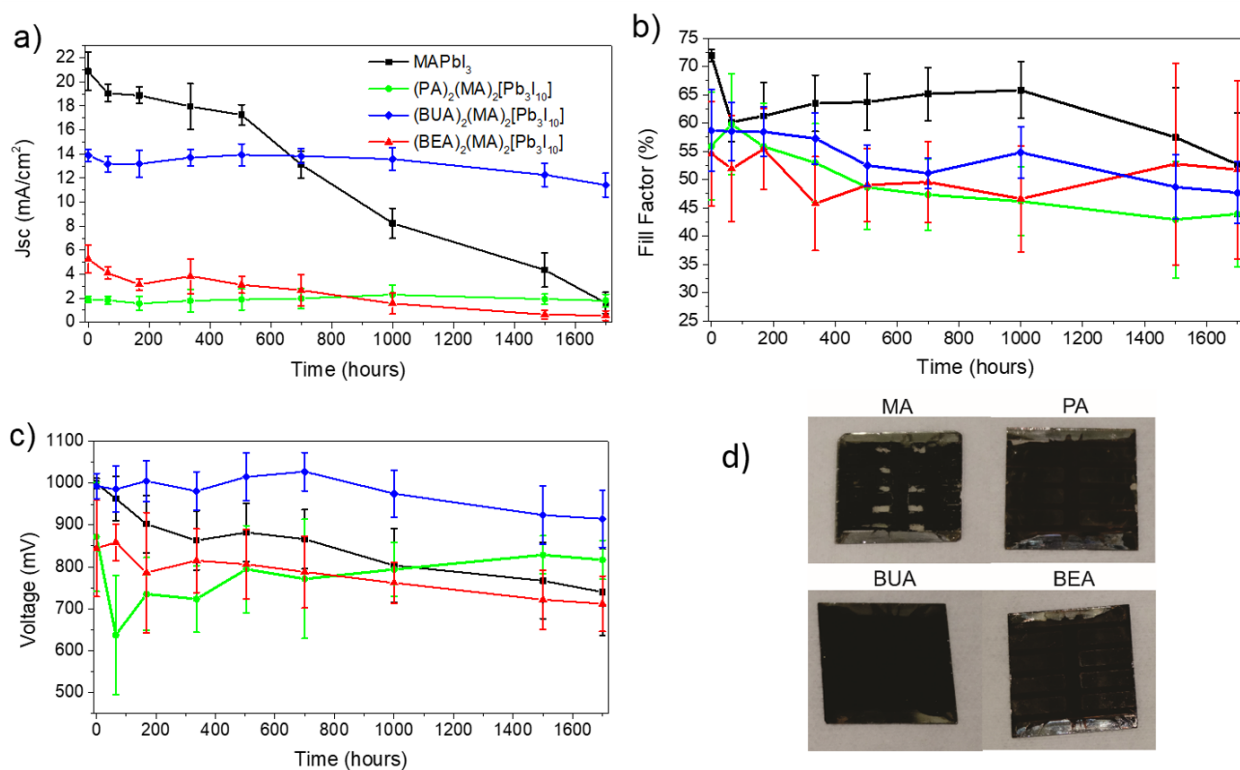 a)
Jsc (mA/cm²)
22
20
18
16
14
12
10
8
6
4
2
0
0 200 400 600 800 1000 1200 1400 1600
Time (hours)
MAPbI₃
(PA)₂(MA)₂[Pb₃I₁₀]
(BUA)₂(MA)₂[Pb₃I₁₀]
(BEA)₂(MA)₂[Pb₃I₁₀]
b)
Fill Factor (%)
75
70
65
60
55
50
45
40
35
30
25
0 200 400 600 800 1000 1200 1400 1600
Time (hours)
c)
Voltage (mV)
1100
1000
900
800
700
600
500
0 200 400 600 800 1000 1200 1400 1600
Time (hours)
d)
MA PA
BUA BEA